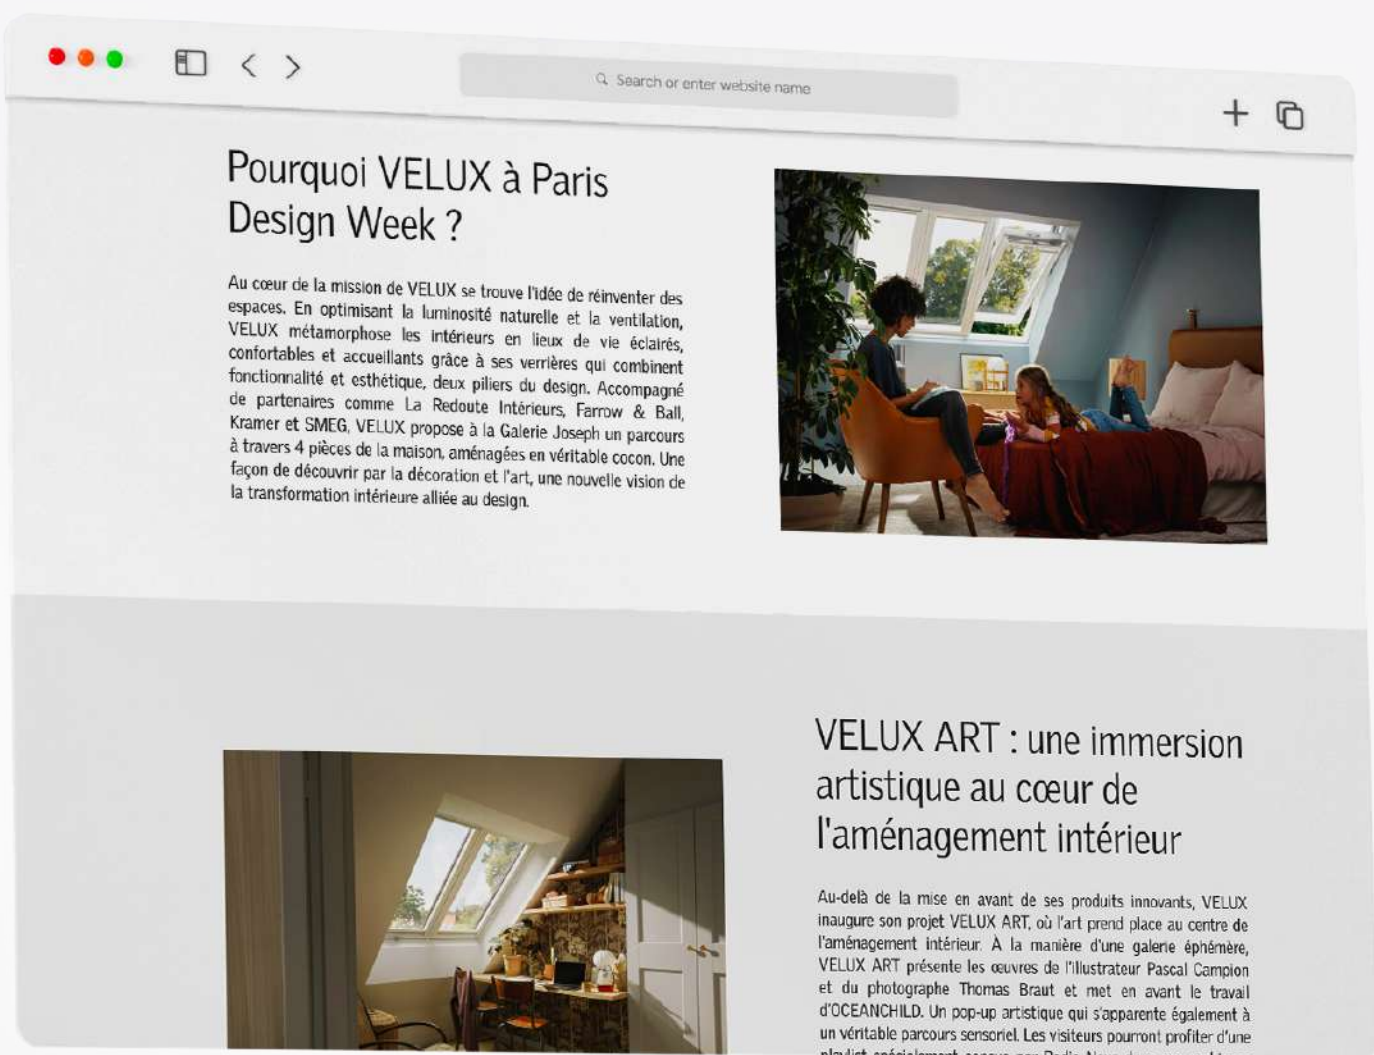 Search or enter website name
Pourquoi VELUX à Paris
Design Week ?
Au cœur de la mission de VELUX se trouve l'idée de réinventer des
espaces. En optimisant la luminosité naturelle et la ventilation,
VELUX métamorphose les intérieurs en lieux de vie éclairés,
confortables et accueillants grâce à ses verrières qui combinent
fonctionnalité et esthétique, deux piliers du design. Accompagné
de partenaires comme La Redoute Intérieurs, Farrow & Ball,
Kramer et SMEG, VELUX propose à la Galerie Joseph un parcours
à travers 4 pièces de la maison, aménagées en véritable cocon. Une
façon de découvrir par la décoration et l'art, une nouvelle vision de
la transformation intérieure alliée au design.
VELUX ART : une immersion
artistique au cœur de
l'aménagement intérieur
Au-delà de la mise en avant de ses produits innovants, VELUX
inaugure son projet VELUX ART, où l'art prend place au centre de
l'aménagement intérieur. À la manière d'une galerie éphémère,
VELUX ART présente les œuvres de l'illustrateur Pascal Campion
et du photographe Thomas Braut et met en avant le travail
d'OCEANCHILD. Un pop-up artistique qui s'apparente également à
un véritable parcours sensoriel. Les visiteurs pourront profiter d'une